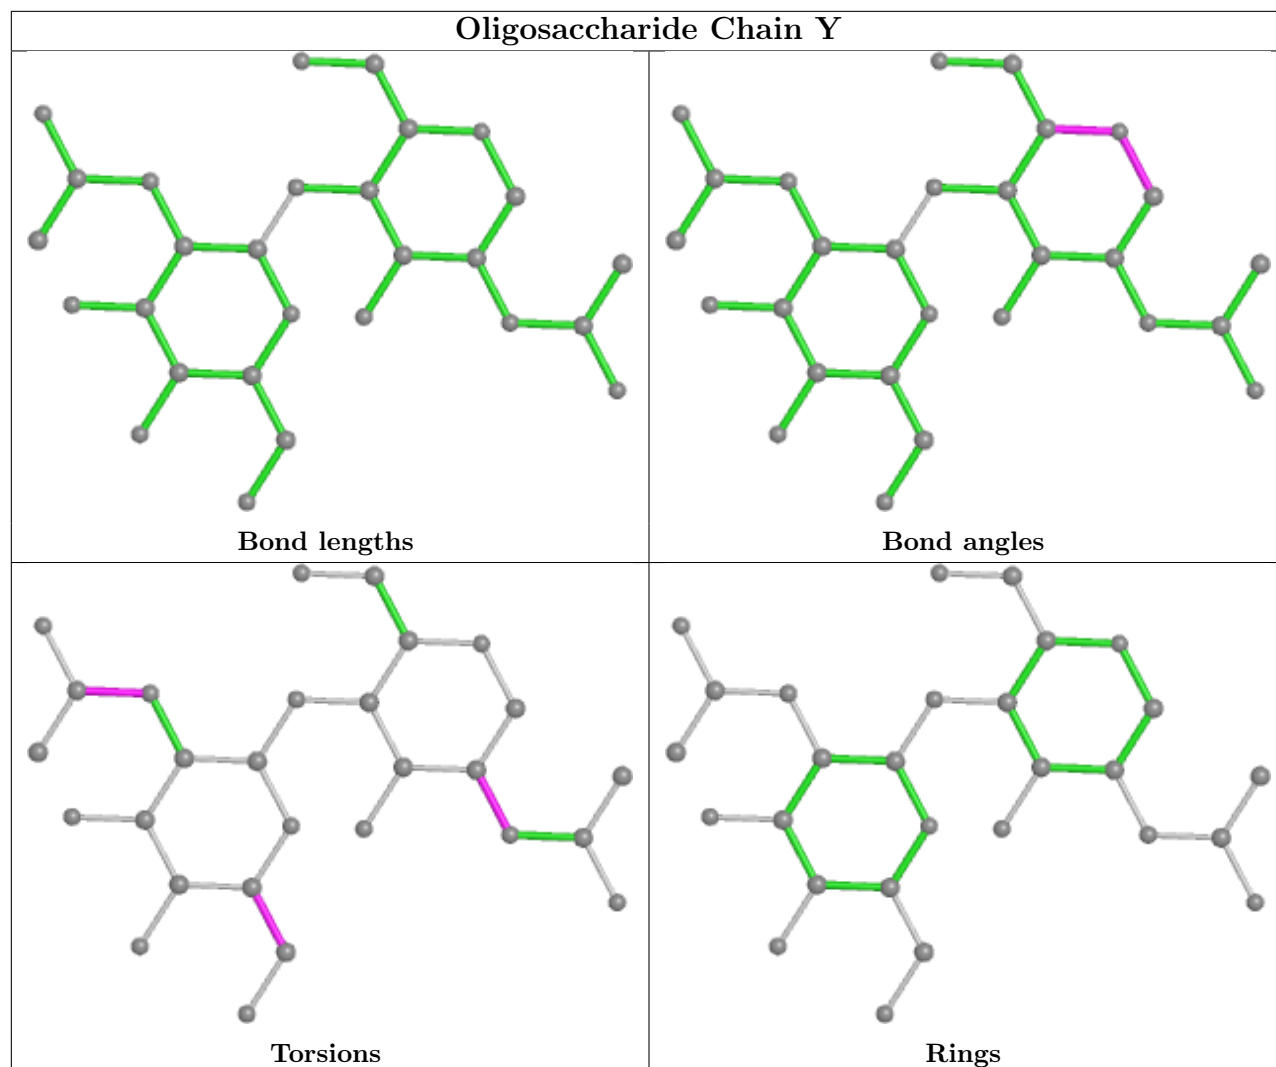 Oligosaccharide Chain Y
Bond lengths
Bond angles
Torsions
Rings